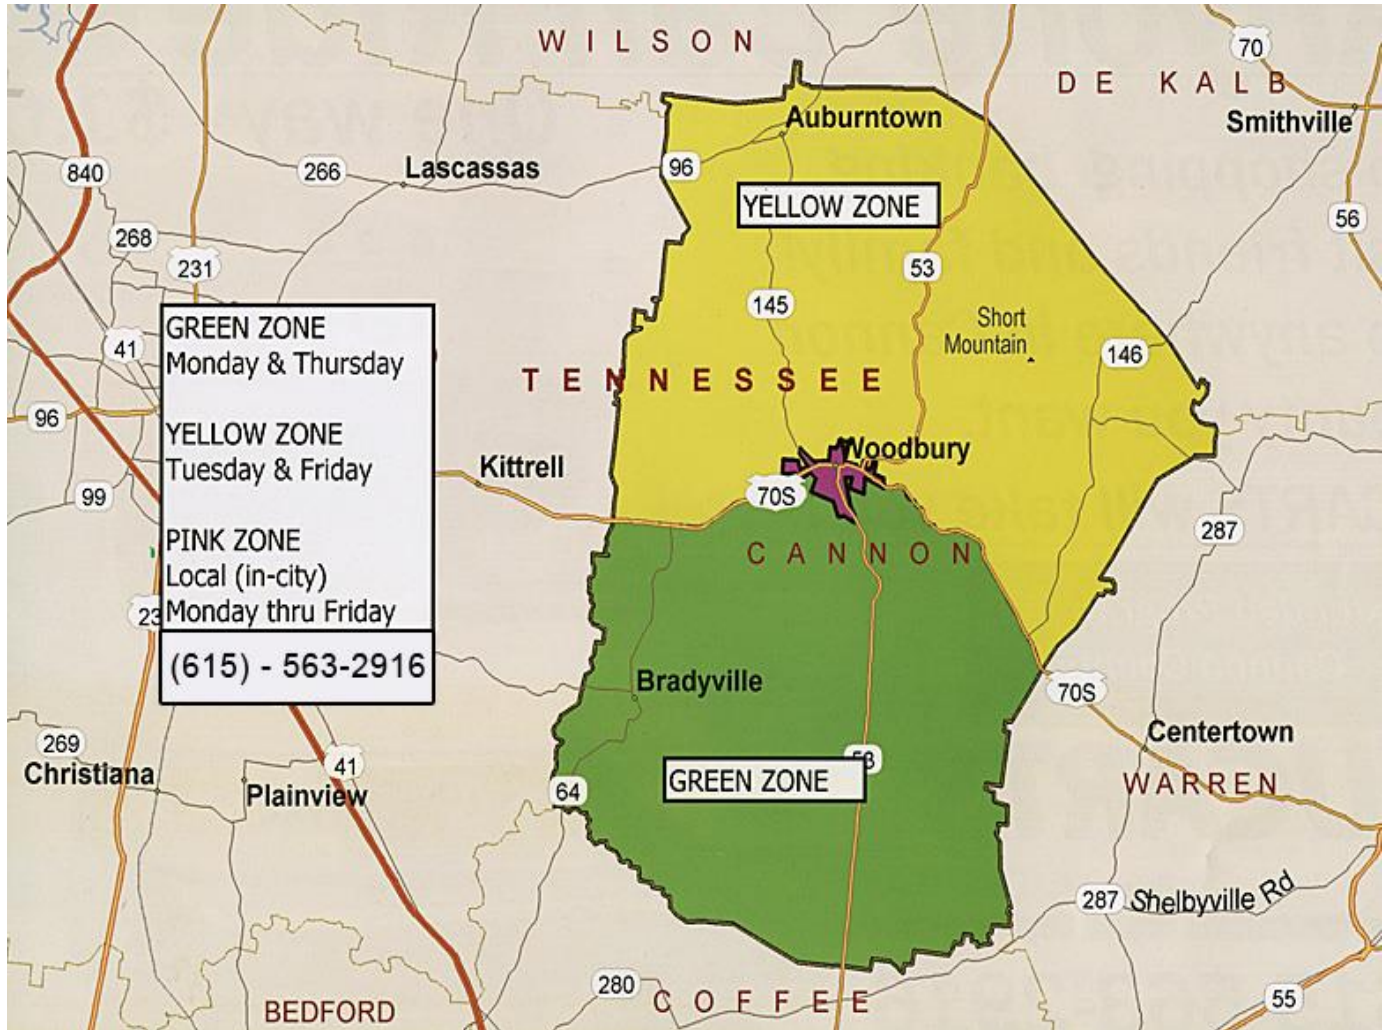 WILSON
70
DE KALB
Smithville
Auburntown
840
266
Lascassas
96
YELLOW ZONE
56
268
231
53
145
Short
Mountain
146
41
GREEN ZONE
Monday & Thursday
TENNESSEE
96
YELLOW ZONE
Tuesday & Friday
Woodbury
Kittrell
99
70S
287
PINK ZONE
Local (in-city)
Monday thru Friday
CANNON
23
(615) - 563-2916
Bradyville
70S
269
Christiana
41
Plainview
Centertown
WARREN
53
GREEN ZONE
64
287
Shelbyville Rd
280
COFFEE
55
BEDFORD